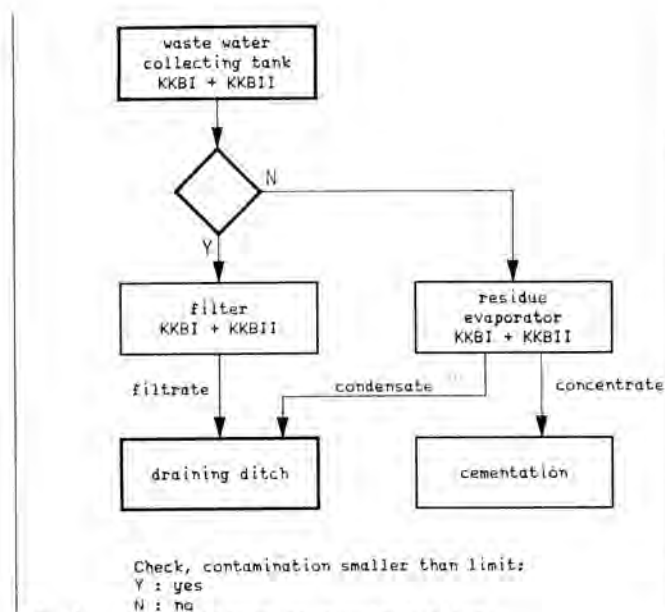 waste water
collecting tank
KKBI + KKBII
N
Y
filter
KKBI + KKBII
residue
evaporator
KKBI + KKBII
filtrate
condensate
concentrate
draining ditch
cementation
Check, contamination smaller than limit:
Y : yes
N : no